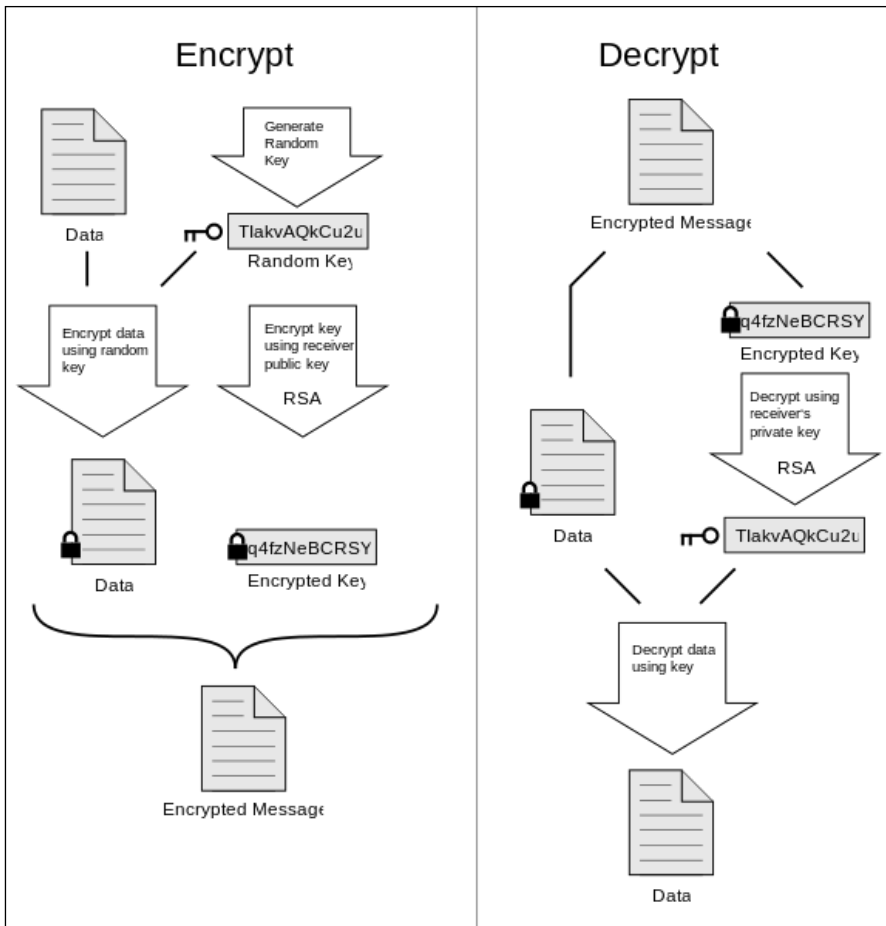 Encrypt
Generate
Random
Key
Data
TIakvAQkCu2u
Random Key
Encrypt data
using random
key
Encrypt key
using receiver
public key
RSA
Data
q4fzNeBCRSY
Encrypted Key
Encrypted Message
Decrypt
Encrypted Message
q4fzNeBCRSY
Encrypted Key
Decrypt using
receiver's
private key
RSA
Data
TIakvAQkCu2u
Decrypt data
using key
Data